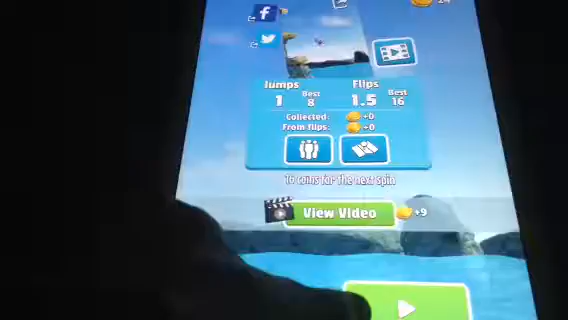 Jumps Flips
1 Best 8 1.5 Best 16
Collected: +0
From flips: +0
16 coins for the next spin
View Video +9